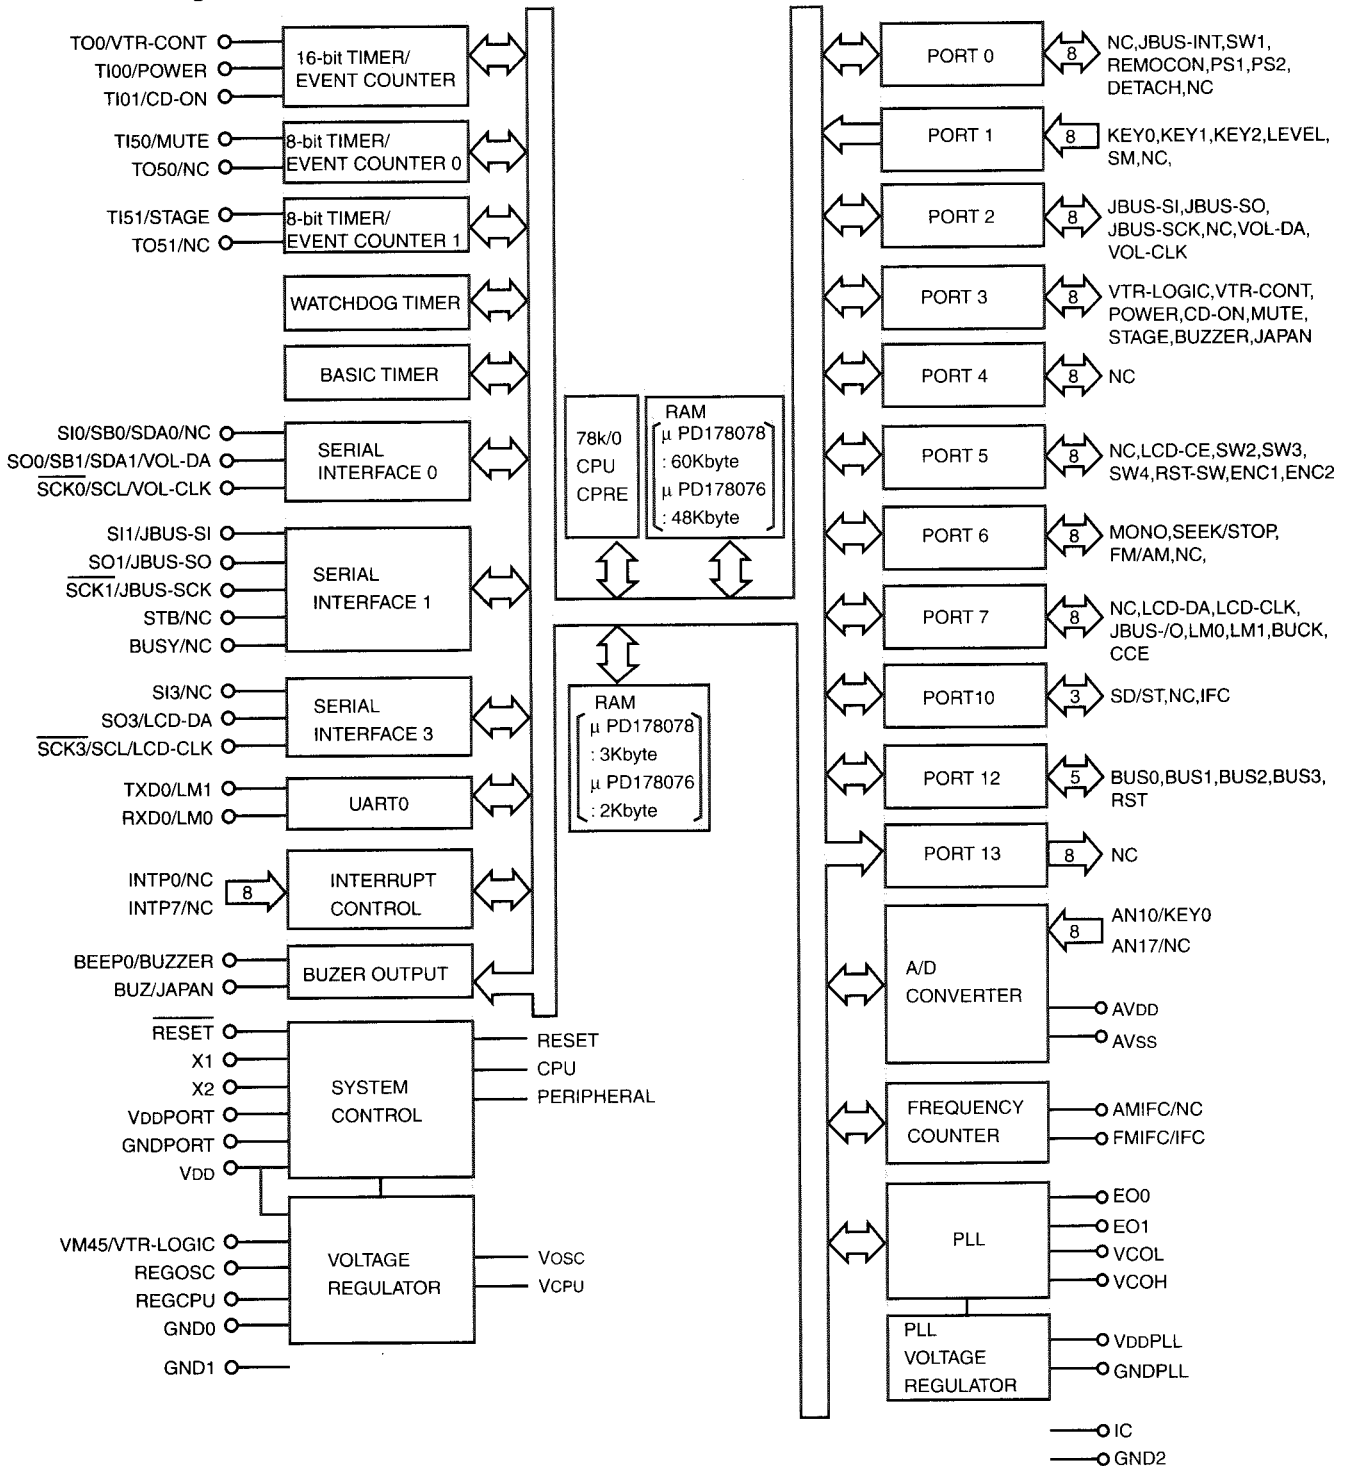 TO0/VTR-CONT
TI00/POWER
TI01/CD-ON
16-bit TIMER/
EVENT COUNTER
TI50/MUTE
TO50/NC
8-bit TIMER/
EVENT COUNTER 0
TI51/STAGE
TO51/NC
8-bit TIMER/
EVENT COUNTER 1
WATCHDOG TIMER
BASIC TIMER
SI0/SB0/SDA0/NC
SO0/SB1/SDA1/VOL-DA
SCK0/SCL/VOL-CLK
SERIAL
INTERFACE 0
SI1/JBUS-SI
SO1/JBUS-SO
SCK1/JBUS-SCK
STB/NC
BUSY/NC
SERIAL
INTERFACE 1
SI3/NC
SO3/LCD-DA
SCK3/SCL/LCD-CLK
SERIAL
INTERFACE 3
TXD0/LM1
RXD0/LM0
UART0
INTP0/NC
INTP7/NC
8
INTERRUPT
CONTROL
BEEP0/BUZZER
BUZ/JAPAN
BUZER OUTPUT
RESET
X1
X2
VDDPORT
GNDPORT
VDD
SYSTEM
CONTROL
RESET
CPU
PERIPHERAL
VM45/VTR-LOGIC
REGOSC
REGCPU
GND0
GND1
VOLTAGE
REGULATOR
VOSC
VCPU
78k/0
CPU
CPRE
RAM
μ PD178078
: 60Kbyte
μ PD178076
: 48Kbyte
RAM
μ PD178078
: 3Kbyte
μ PD178076
: 2Kbyte
PORT 0
8
NC,JBUS-INT,SW1,
REMOCON,PS1,PS2,
DETACH,NC
PORT 1
8
KEY0,KEY1,KEY2,LEVEL,
SM,NC,
PORT 2
8
JBUS-SI,JBUS-SO,
JBUS-SCK,NC,VOL-DA,
VOL-CLK
PORT 3
8
VTR-LOGIC,VTR-CONT,
POWER,CD-ON,MUTE,
STAGE,BUZZER,JAPAN
PORT 4
8
NC
PORT 5
8
NC,LCD-CE,SW2,SW3,
SW4,RST-SW,ENC1,ENC2
PORT 6
8
MONO,SEEK/STOP,
FM/AM,NC,
PORT 7
8
NC,LCD-DA,LCD-CLK,
JBUS-/O,LM0,LM1,BUCK,
CCE
PORT10
3
SD/ST,NC,IFC
PORT 12
5
BUS0,BUS1,BUS2,BUS3,
RST
PORT 13
8
NC
A/D
CONVERTER
8
AN10/KEY0
AN17/NC
AVDD
AVSS
FREQUENCY
COUNTER
AMIFC/NC
FMIFC/IFC
PLL
EO0
EO1
VCOL
VCOH
PLL
VOLTAGE
REGULATOR
VDDPLL
GNDPLL
IC
GND2